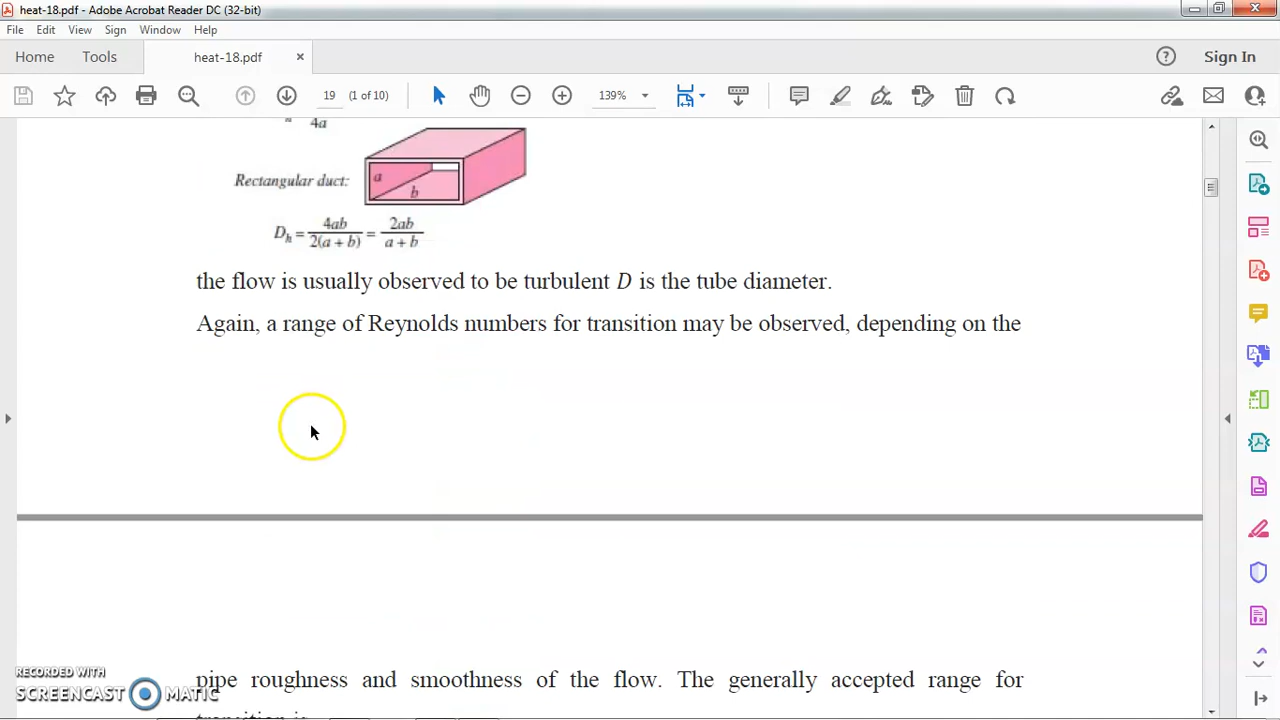 heat-18.pdf - Adobe Acrobat Reader DC (32-bit)
File Edit View Sign Window Help
Home Tools heat-18.pdf × Sign In
19 (1 of 10) 139%
4a
Rectangular duct:
a
b
Dh = 4ab / 2(a + b) = 2ab / a + b
the flow is usually observed to be turbulent D is the tube diameter.
Again, a range of Reynolds numbers for transition may be observed, depending on the
pipe roughness and smoothness of the flow. The generally accepted range for
transition is
RECORDED WITH
SCREENCAST MATIC